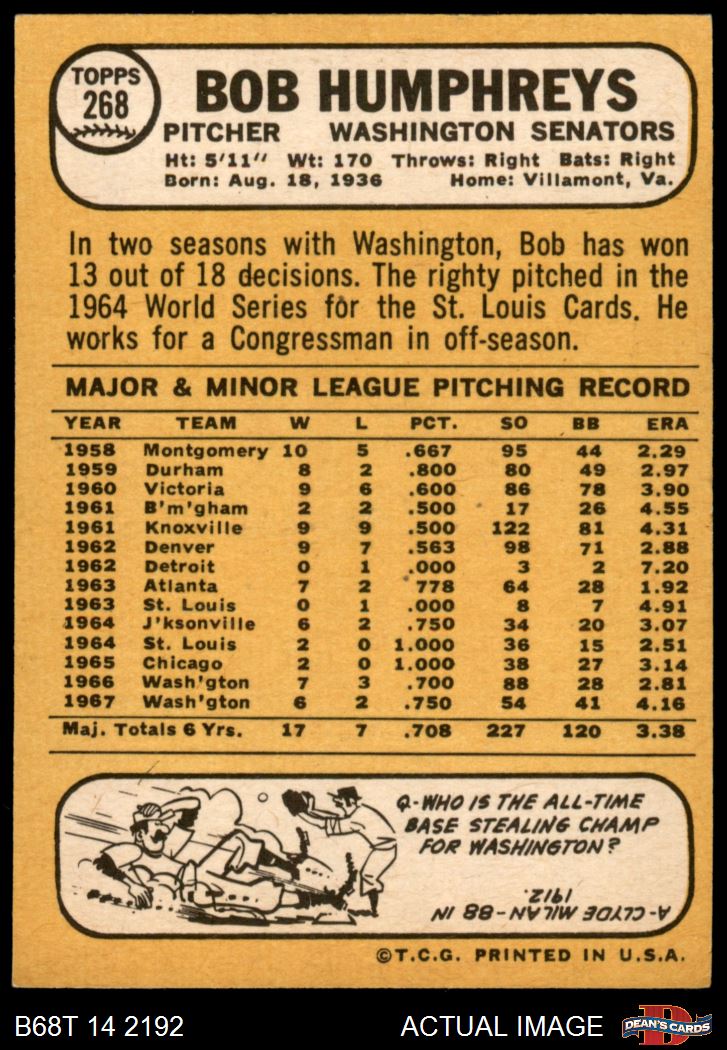 TOPPS
268
BOB HUMPHREYS
PITCHER WASHINGTON SENATORS
Ht: 5'11" Wt: 170 Throws: Right Bats: Right
Born: Aug. 18, 1936 Home: Villamont, Va.
In two seasons with Washington, Bob has won
13 out of 18 decisions. The righty pitched in the
1964 World Series for the St. Louis Cards. He
works for a Congressman in off-season.
MAJOR & MINOR LEAGUE PITCHING RECORD
YEAR TEAM W L PCT. SO BB ERA
1958 Montgomery 10 5 .667 95 44 2.29
1959 Durham 8 2 .800 80 49 2.97
1960 Victoria 9 6 .600 86 78 3.90
1961 B'm'gham 2 2 .500 17 26 4.55
1961 Knoxville 9 9 .500 122 81 4.31
1962 Denver 9 7 .563 98 71 2.88
1962 Detroit 0 1 .000 3 2 7.20
1963 Atlanta 7 2 .778 64 28 1.92
1963 St. Louis 0 1 .000 8 7 4.91
1964 J'ksonville 6 2 .750 34 20 3.07
1964 St. Louis 2 0 1.000 36 15 2.51
1965 Chicago 2 0 1.000 38 27 3.14
1966 Wash'gton 7 3 .700 88 28 2.81
1967 Wash'gton 6 2 .750 54 41 4.16
Maj. Totals 6 Yrs. 17 7 .708 227 120 3.38
Q-WHO IS THE ALL-TIME
BASE STEALING CHAMP
FOR WASHINGTON?
A-CLYDE MILAN-88 IN
1912.
©T.C.G. PRINTED IN U.S.A.
B68T 14 2192 ACTUAL IMAGE
D
DEAN'S CARDS